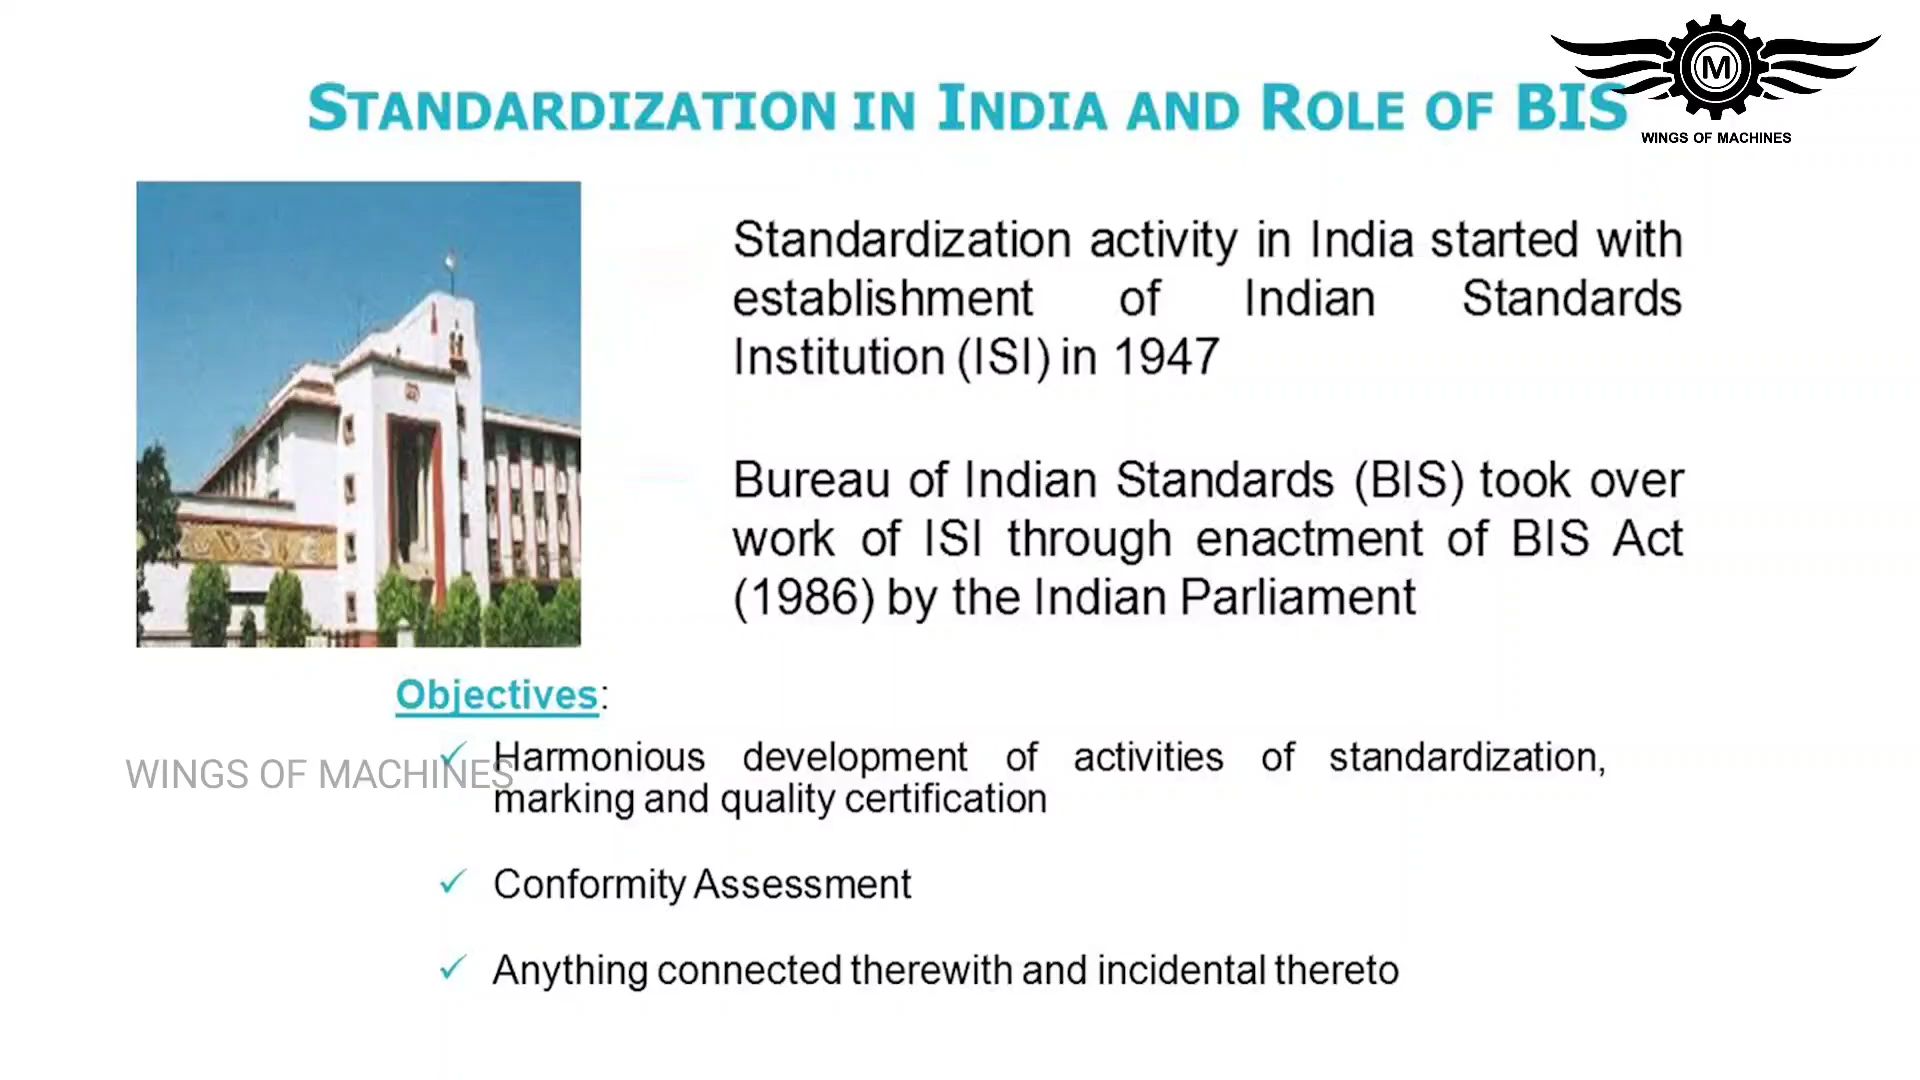 STANDARDIZATION IN INDIA AND ROLE OF BIS
M
WINGS OF MACHINES
Standardization activity in India started with
establishment of Indian Standards
Institution (ISI) in 1947
Bureau of Indian Standards (BIS) took over
work of ISI through enactment of BIS Act
(1986) by the Indian Parliament
Objectives:
✓ Harmonious development of activities of standardization,
WINGS OF MACHINES
marking and quality certification
✓ Conformity Assessment
✓ Anything connected therewith and incidental thereto